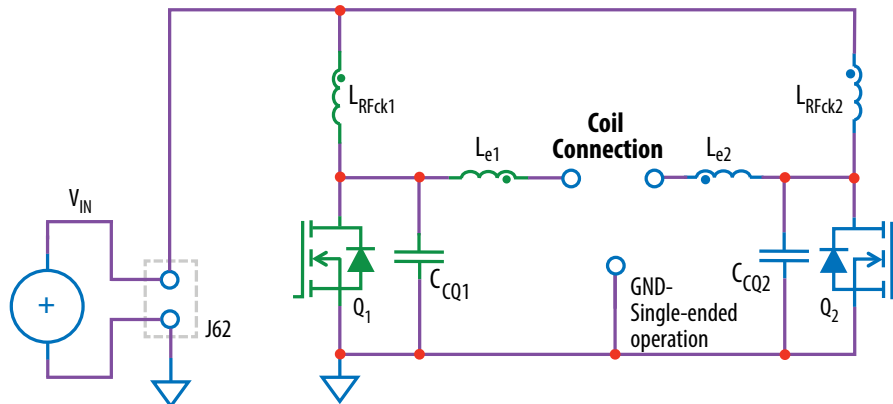 L_RFck1
L_RFck2
Coil
Connection
L_e1
L_e2
V_IN
+
J62
Q_1
C_CQ1
GND-
Single-ended
operation
C_CQ2
Q_2